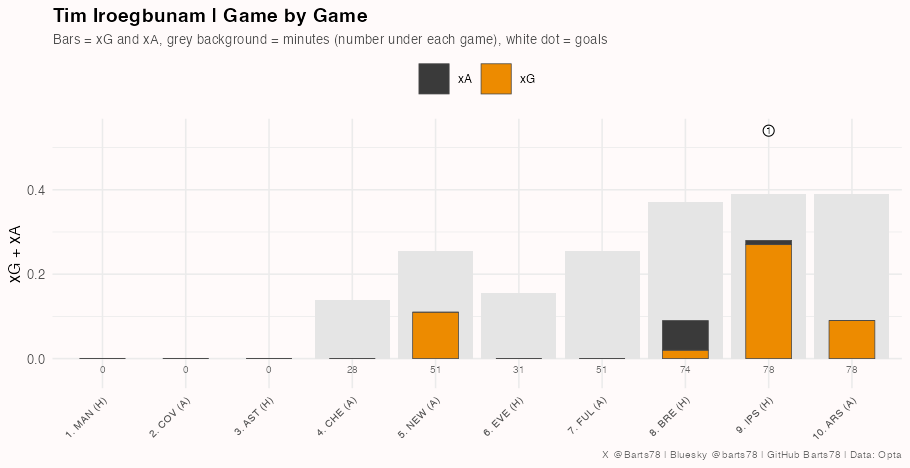 Tim Iroegbunam | Game by Game
Bars = xG and xA, grey background = minutes (number under each game), white dot = goals
xA xG
1
xG + xA
0.4
0.2
0.0
0 0 0 28 51 31 51 74 78 78
1. MAN (H) 2. COV (A) 3. AST (H) 4. CHE (A) 5. NEW (A) 6. EVE (H) 7. FUL (A) 8. BRE (H) 9. IPS (H) 10. ARS (A)
X @Barts78 | Bluesky @barts78 | GitHub Barts78 | Data: Opta